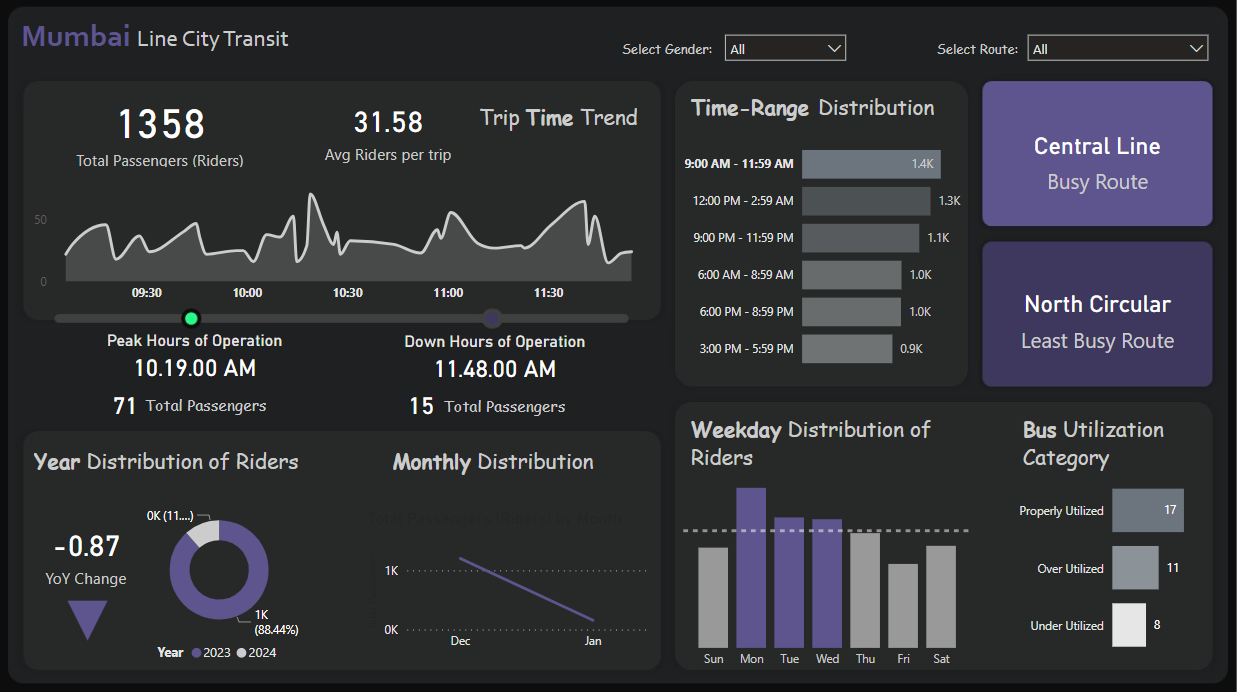 Mumbai Line City Transit
Select Gender:
All
Select Route:
All
1358
Total Passengers (Riders)
31.58
Avg Riders per trip
Trip Time Trend
50
0
09:30
10:00
10:30
11:00
11:30
Peak Hours of Operation
10.19.00 AM
71 Total Passengers
Down Hours of Operation
11.48.00 AM
15 Total Passengers
Time-Range Distribution
9:00 AM - 11:59 AM
1.4K
12:00 PM - 2:59 AM
1.3K
9:00 PM - 11:59 PM
1.1K
6:00 AM - 8:59 AM
1.0K
6:00 PM - 8:59 PM
1.0K
3:00 PM - 5:59 PM
0.9K
Central Line
Busy Route
North Circular
Least Busy Route
Year Distribution of Riders
-0.87
YoY Change
0K (11....)
1K
(88.44%)
Year 2023 2024
Monthly Distribution
1K
0K
Dec
Jan
Weekday Distribution of
Riders
Sun
Mon
Tue
Wed
Thu
Fri
Sat
Bus Utilization
Category
Properly Utilized
17
Over Utilized
11
Under Utilized
8